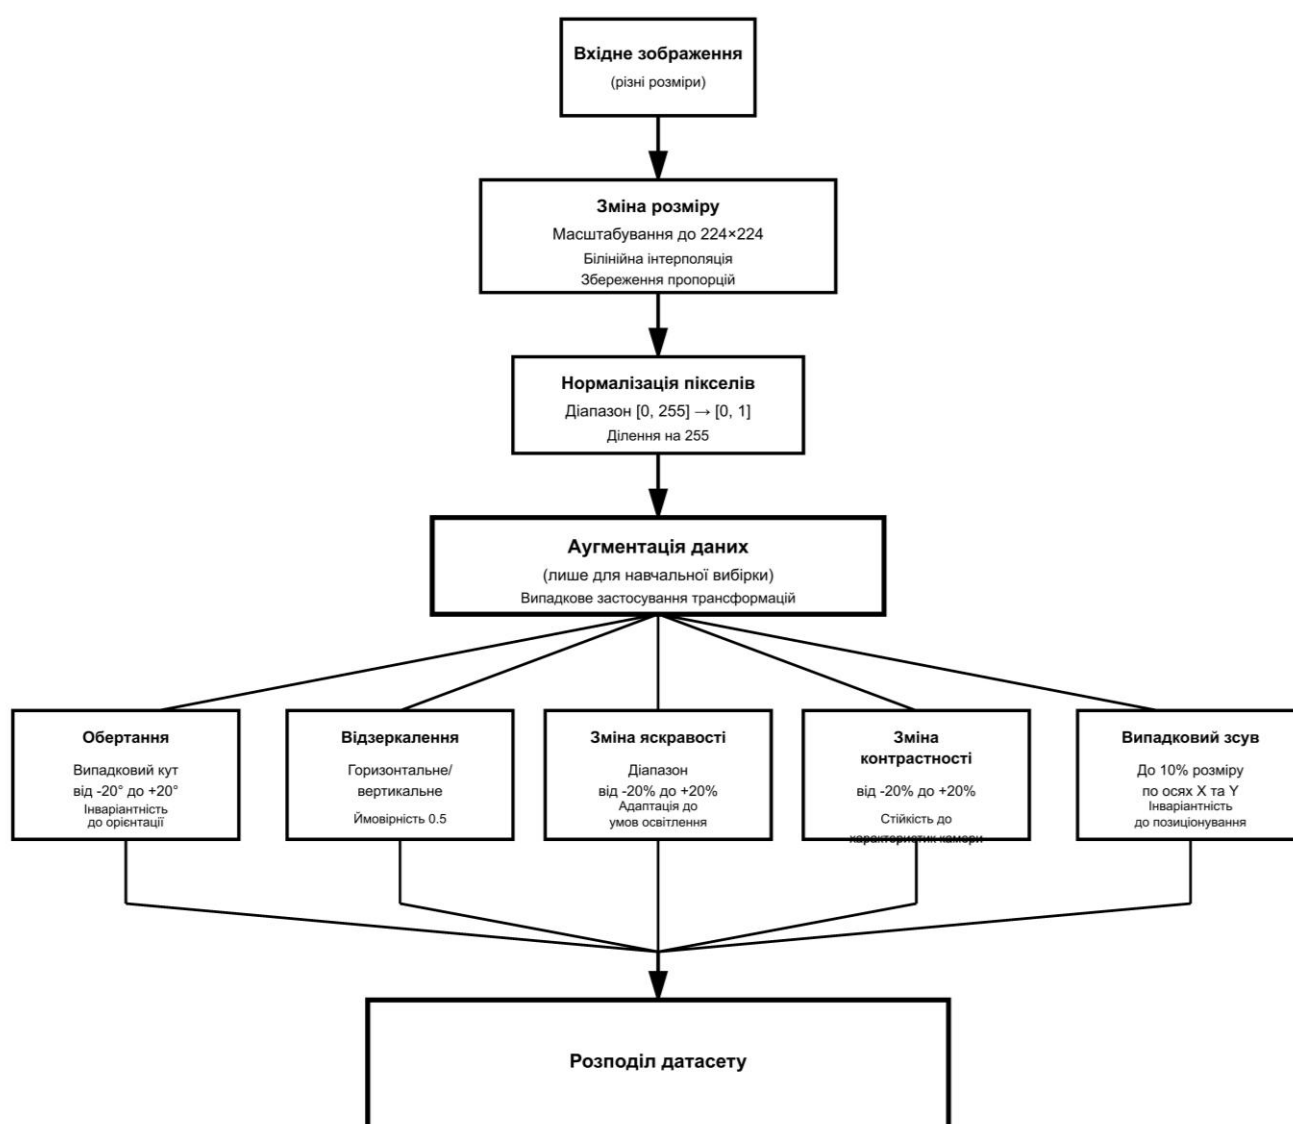 Вхідне зображення
(різні розміри)
Зміна розміру
Масштабування до 224×224
Білінійна інтерполяція
Збереження пропорцій
Нормалізація пікселів
Діапазон [0, 255] → [0, 1]
Ділення на 255
Аугментація даних
(лише для навчальної вибірки)
Випадкове застосування трансформацій
Обертання
Випадковий кут
від -20° до +20°
Інваріантність
до орієнтації
Відзеркалення
Горизонтальне/
вертикальне
Ймовірність 0.5
Зміна яскравості
Діапазон
від -20% до +20%
Адаптація до
умов освітлення
Зміна
контрастності
від -20% до +20%
Стійкість до
характеристик камери
Випадковий зсув
До 10% розміру
по осях X та Y
Інваріантність
до позиціонування
Розподіл датасету